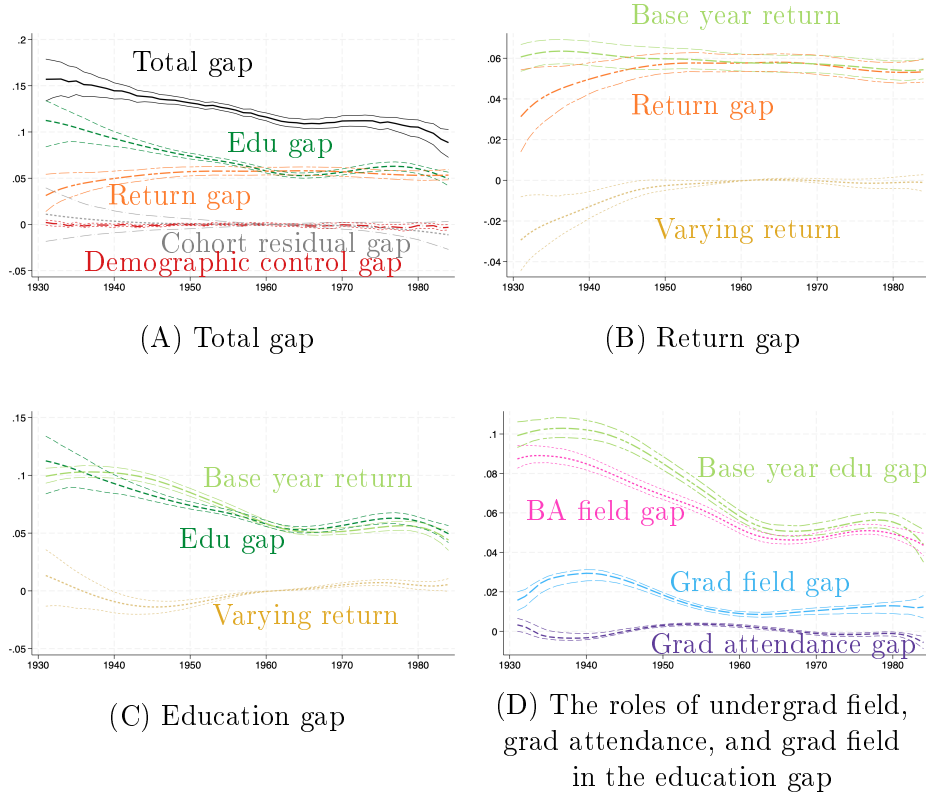 Base year return
.2
Total gap
.15
.1
Edu gap
.05
Return gap
0
Cohort residual gap
Demographic control gap
-.05
1930 1940 1950 1960 1970 1980
(A) Total gap
.06
Return gap
.04
.02
0
Varying return
-.02
-.04
1930 1940 1950 1960 1970 1980
(B) Return gap
.15
.1
Base year return
Edu gap
.05
0
Varying return
-.05
1930 1940 1950 1960 1970 1980
(C) Education gap
.1
Base year edu gap
.08
BA field gap
.06
.04
Grad field gap
.02
0
Grad attendance gap
1930 1940 1950 1960 1970 1980
(D) The roles of undergrad field,
grad attendance, and grad field
in the education gap